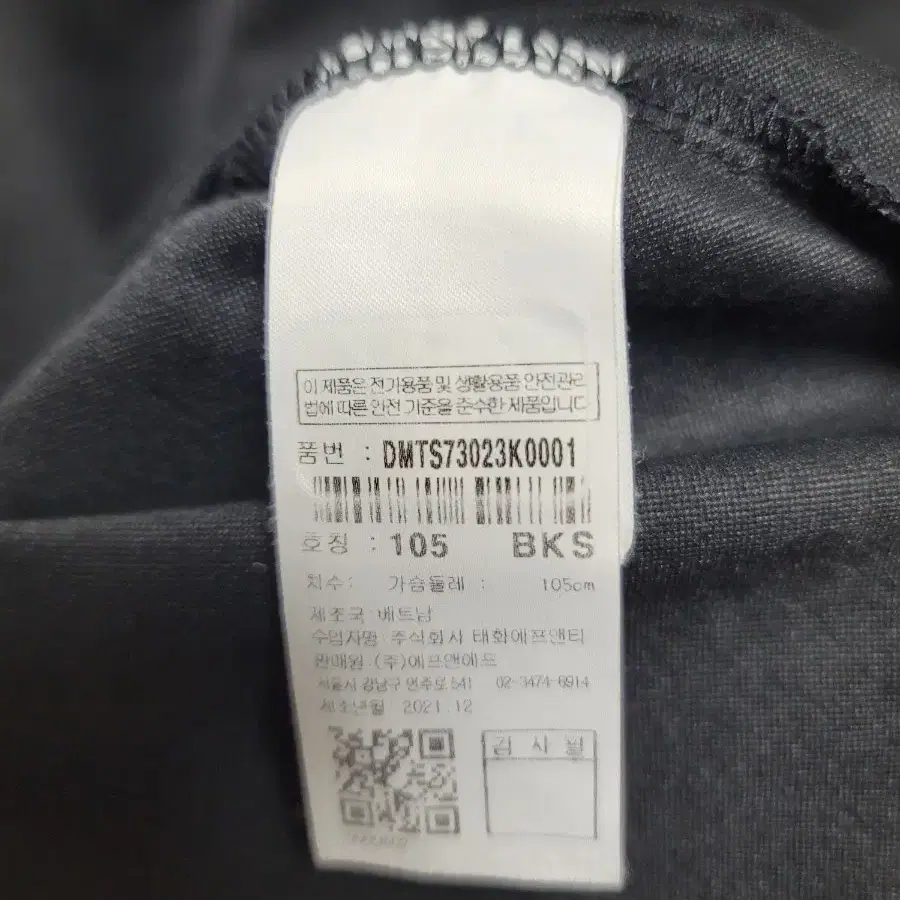 이 제품은 전기용품 및 생활용품 안전관리
법에 따른 안전 기준을 준수한 제품입니다
품번 : DMTS73023K0001
호칭 : 105 BKS
치수: 가슴둘레 : 105cm
제조국 베트남
수입자명 주식회사 태화에프앤티
판매원 (주)에프앤에프
서울시 강남구 언주로 541 02-3474-6914
제조년월 2021.12
검 사 필